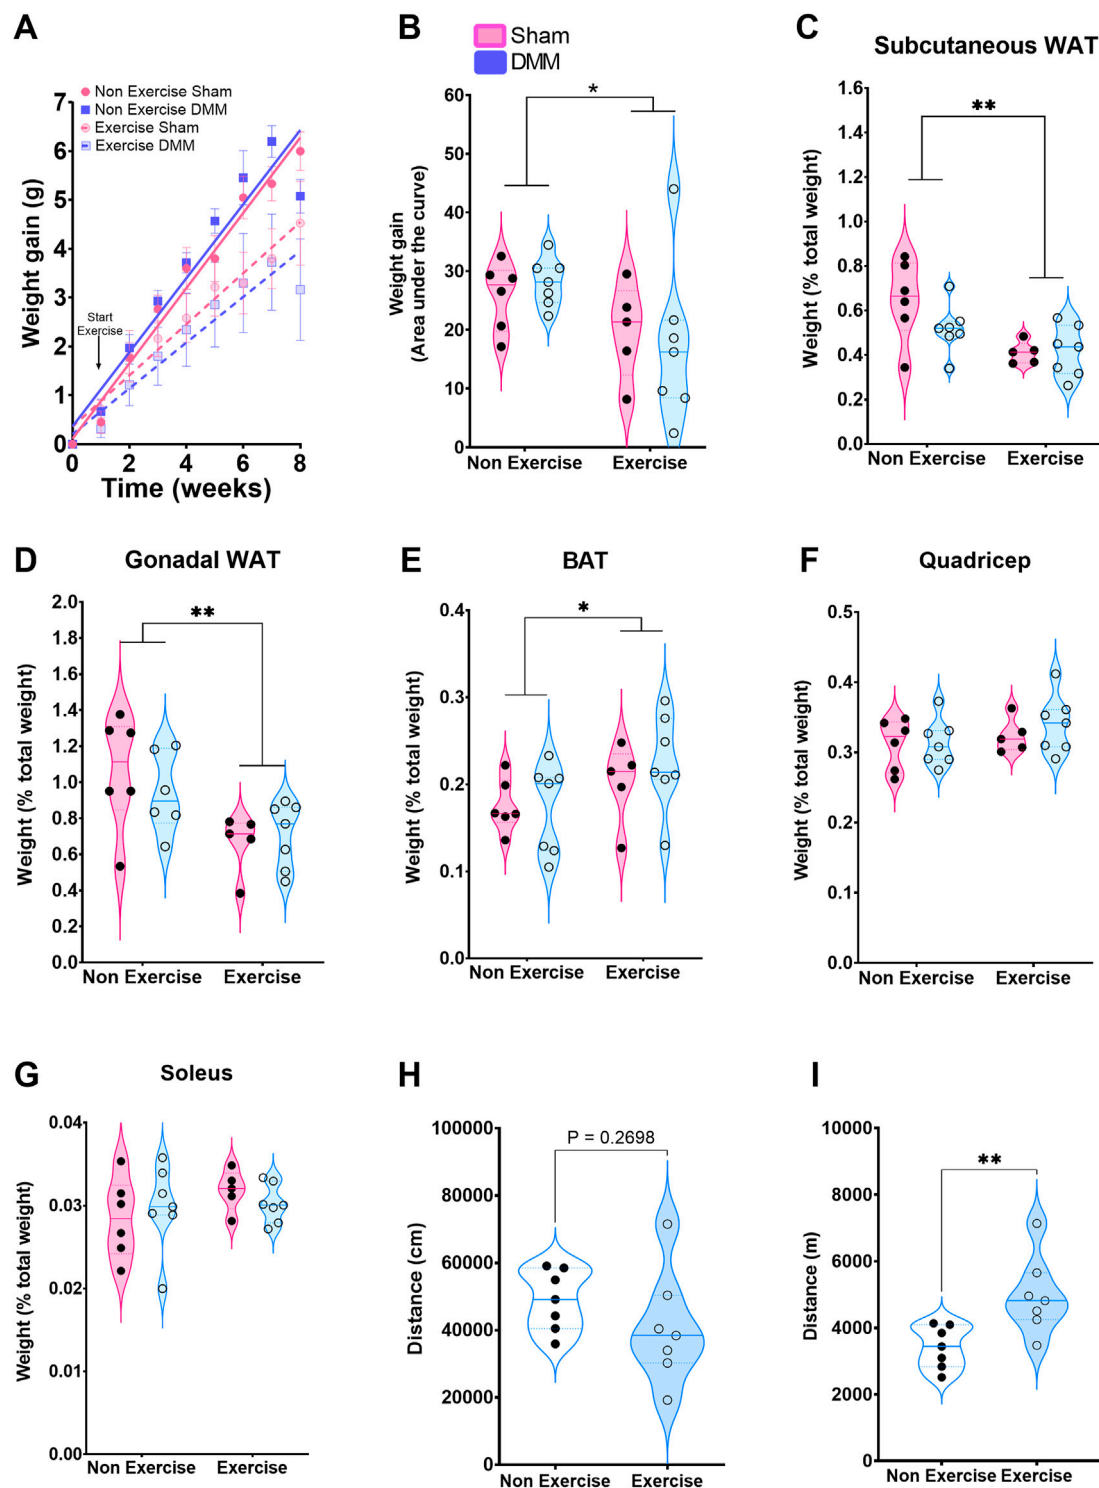 A
Non Exercise Sham
Non Exercise DMM
Exercise Sham
Exercise DMM
Weight gain (g)
7
6
5
4
3
2
1
0
Start
Exercise
0
2
4
6
8
Time (weeks)
B
Sham
DMM
Weight gain
(Area under the curve)
60
50
40
30
20
10
0
*
Non Exercise
Exercise
C
Subcutaneous WAT
Weight (% total weight)
1.6
1.4
1.2
1.0
0.8
0.6
0.4
0.2
0.0
**
Non Exercise
Exercise
D
Gonadal WAT
Weight (% total weight)
2.0
1.8
1.6
1.4
1.2
1.0
0.8
0.6
0.4
0.2
0.0
**
Non Exercise
Exercise
E
BAT
Weight (% total weight)
0.4
0.3
0.2
0.1
0.0
*
Non Exercise
Exercise
F
Quadricep
Weight (% total weight)
0.5
0.4
0.3
0.2
0.1
0.0
Non Exercise
Exercise
G
Soleus
Weight (% total weight)
0.04
0.03
0.02
0.01
0.00
Non Exercise
Exercise
H
Distance (cm)
100000
80000
60000
40000
20000
0
P = 0.2698
Non Exercise
Exercise
I
Distance (m)
10000
8000
6000
4000
2000
0
**
Non Exercise
Exercise